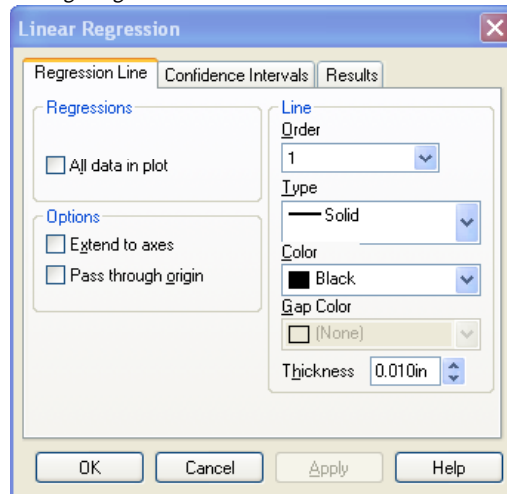 Linear Regression
Regression Line
Confidence Intervals
Results
Regressions
All data in plot
Options
Extend to axes
Pass through origin
Line
Order
1
Type
Solid
Color
Black
Gap Color
(None)
Thickness 0.010in
OK
Cancel
Apply
Help